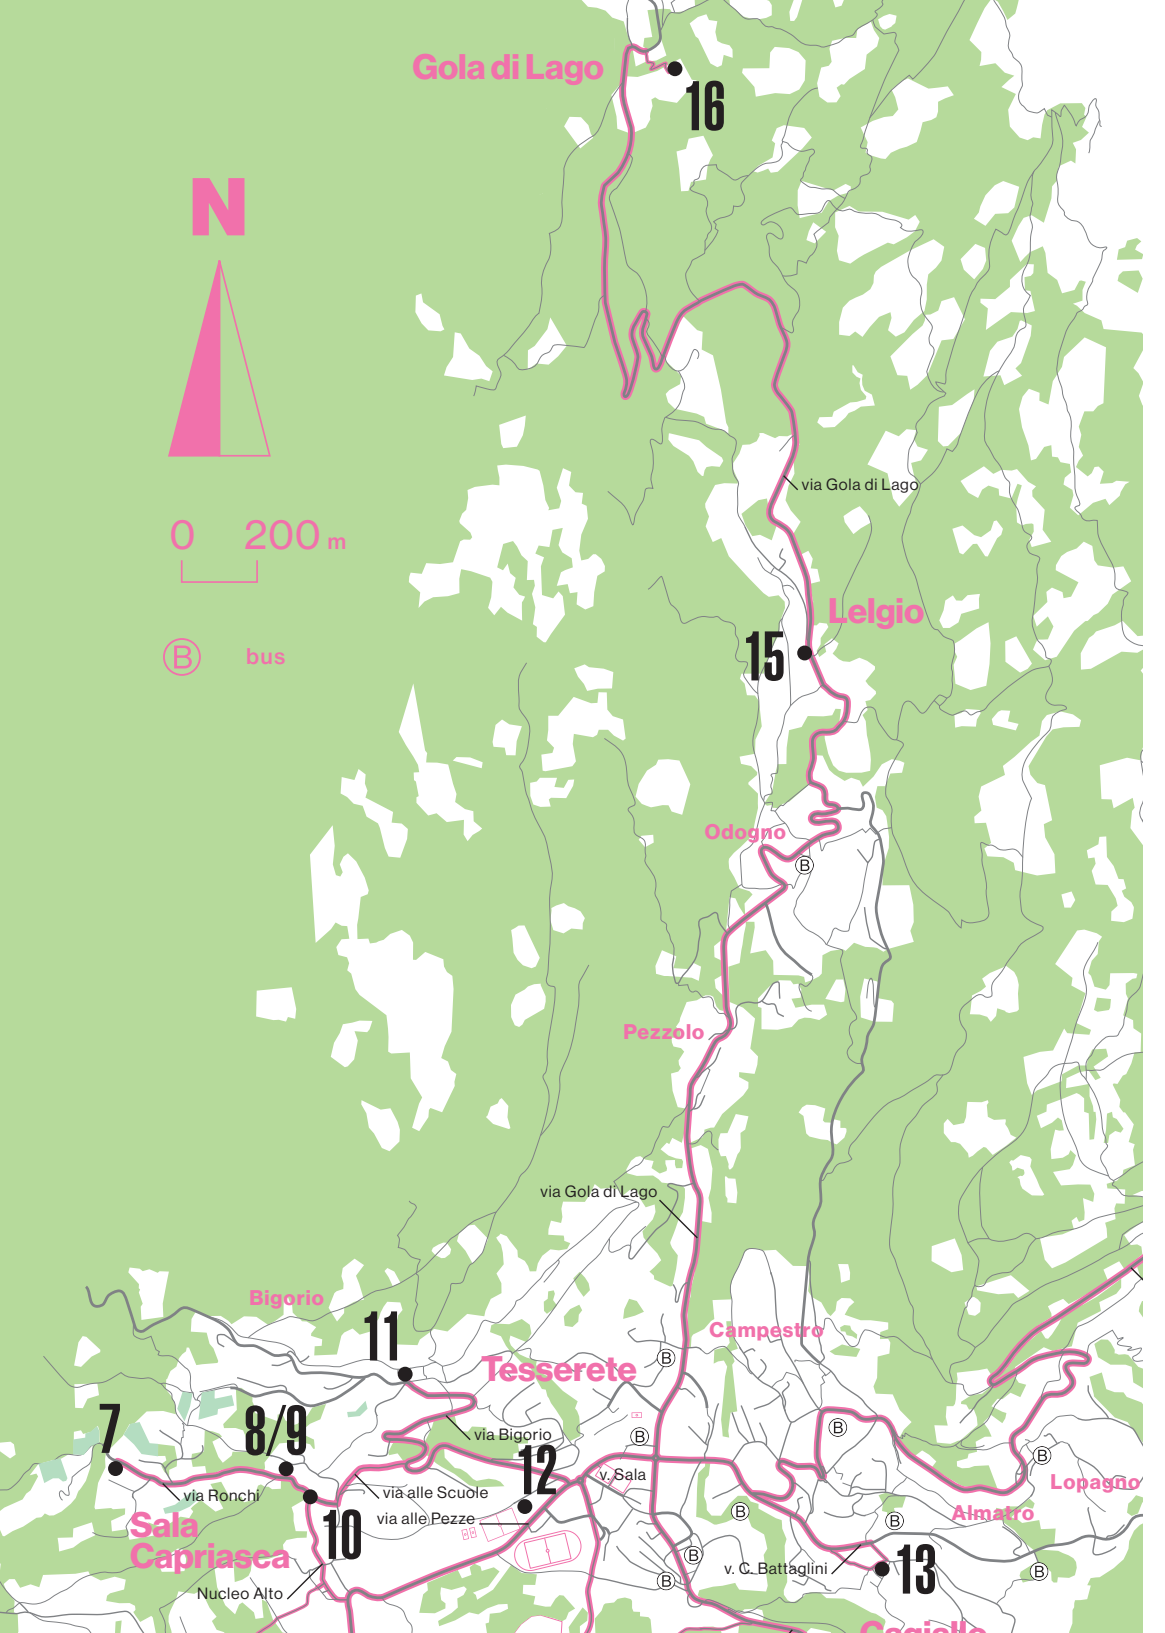 Gola di Lago
16
N
via Gola di Lago
0 200 m
Lelgio
15
B bus
Odogno
B
Pezzolo
via Gola di Lago
Bigorio
11
Campestro
B
Tesserete
7
8/9
via Bigorio
B
B
12
B
v. Sala
Lopagno
via Ronchi
via alle Scuole
B
Almatro
via alle Pezze
B
Sala
Capriasca
10
B
v. C. Battaglini
13
B
B
Nucleo Alto
Cagiallo